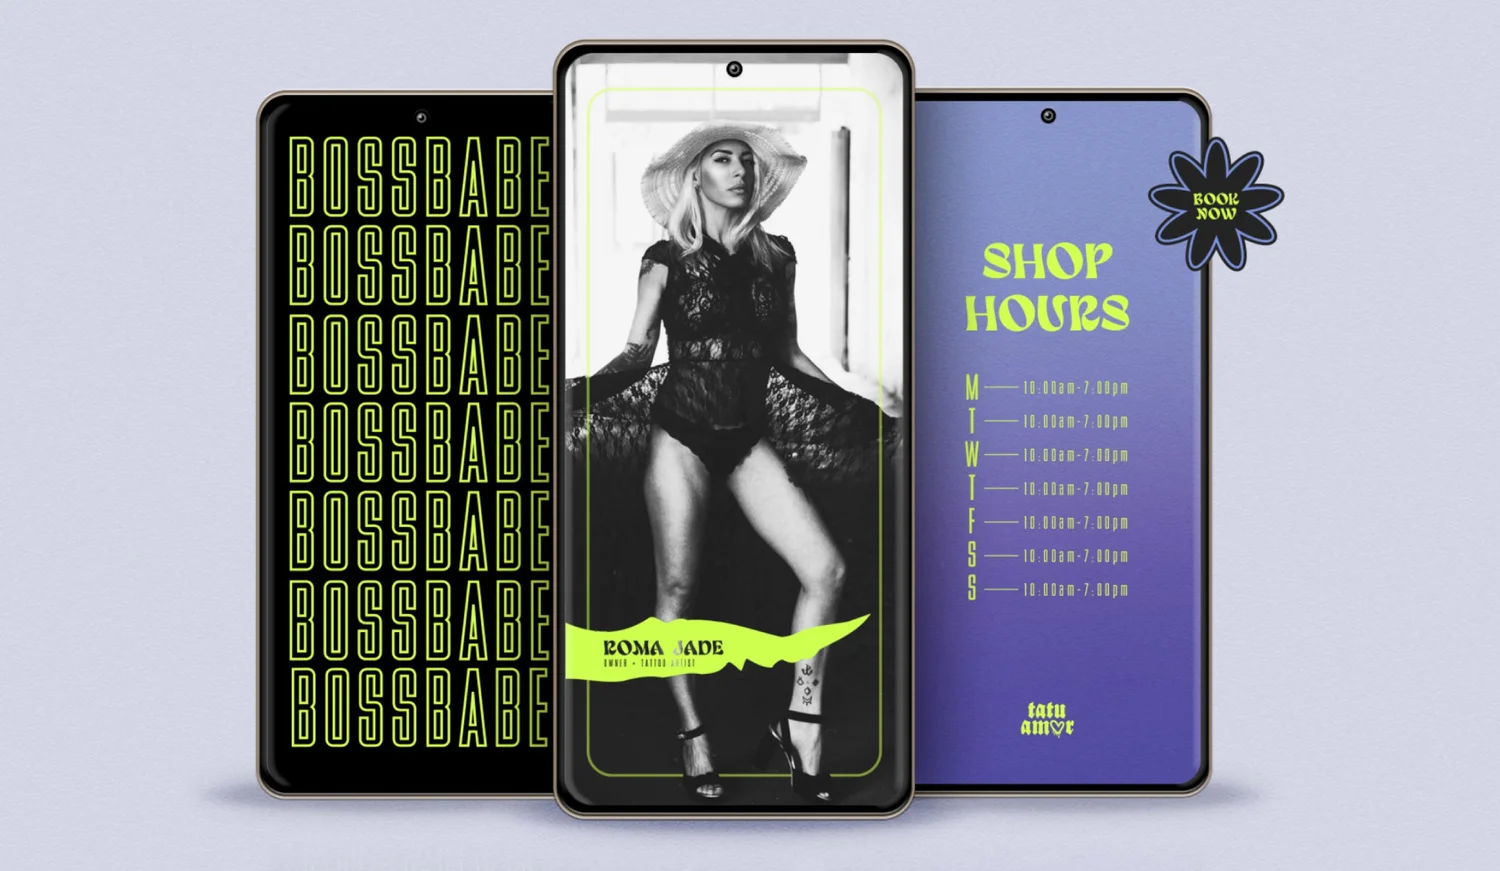 BOSSBABE
BOSSBABE
BOSSBABE
BOSSBABE
BOSSBABE
BOSSBABE
BOSSBABE
ROMA JADE
OWNER + TATTOO ARTIST
BOOK
NOW
SHOP
HOURS
M 10:00am-7:00pm
T 10:00am-7:00pm
W 10:00am-7:00pm
T 10:00am-7:00pm
F 10:00am-7:00pm
S 10:00am-7:00pm
S 10:00am-7:00pm
tatu
amor